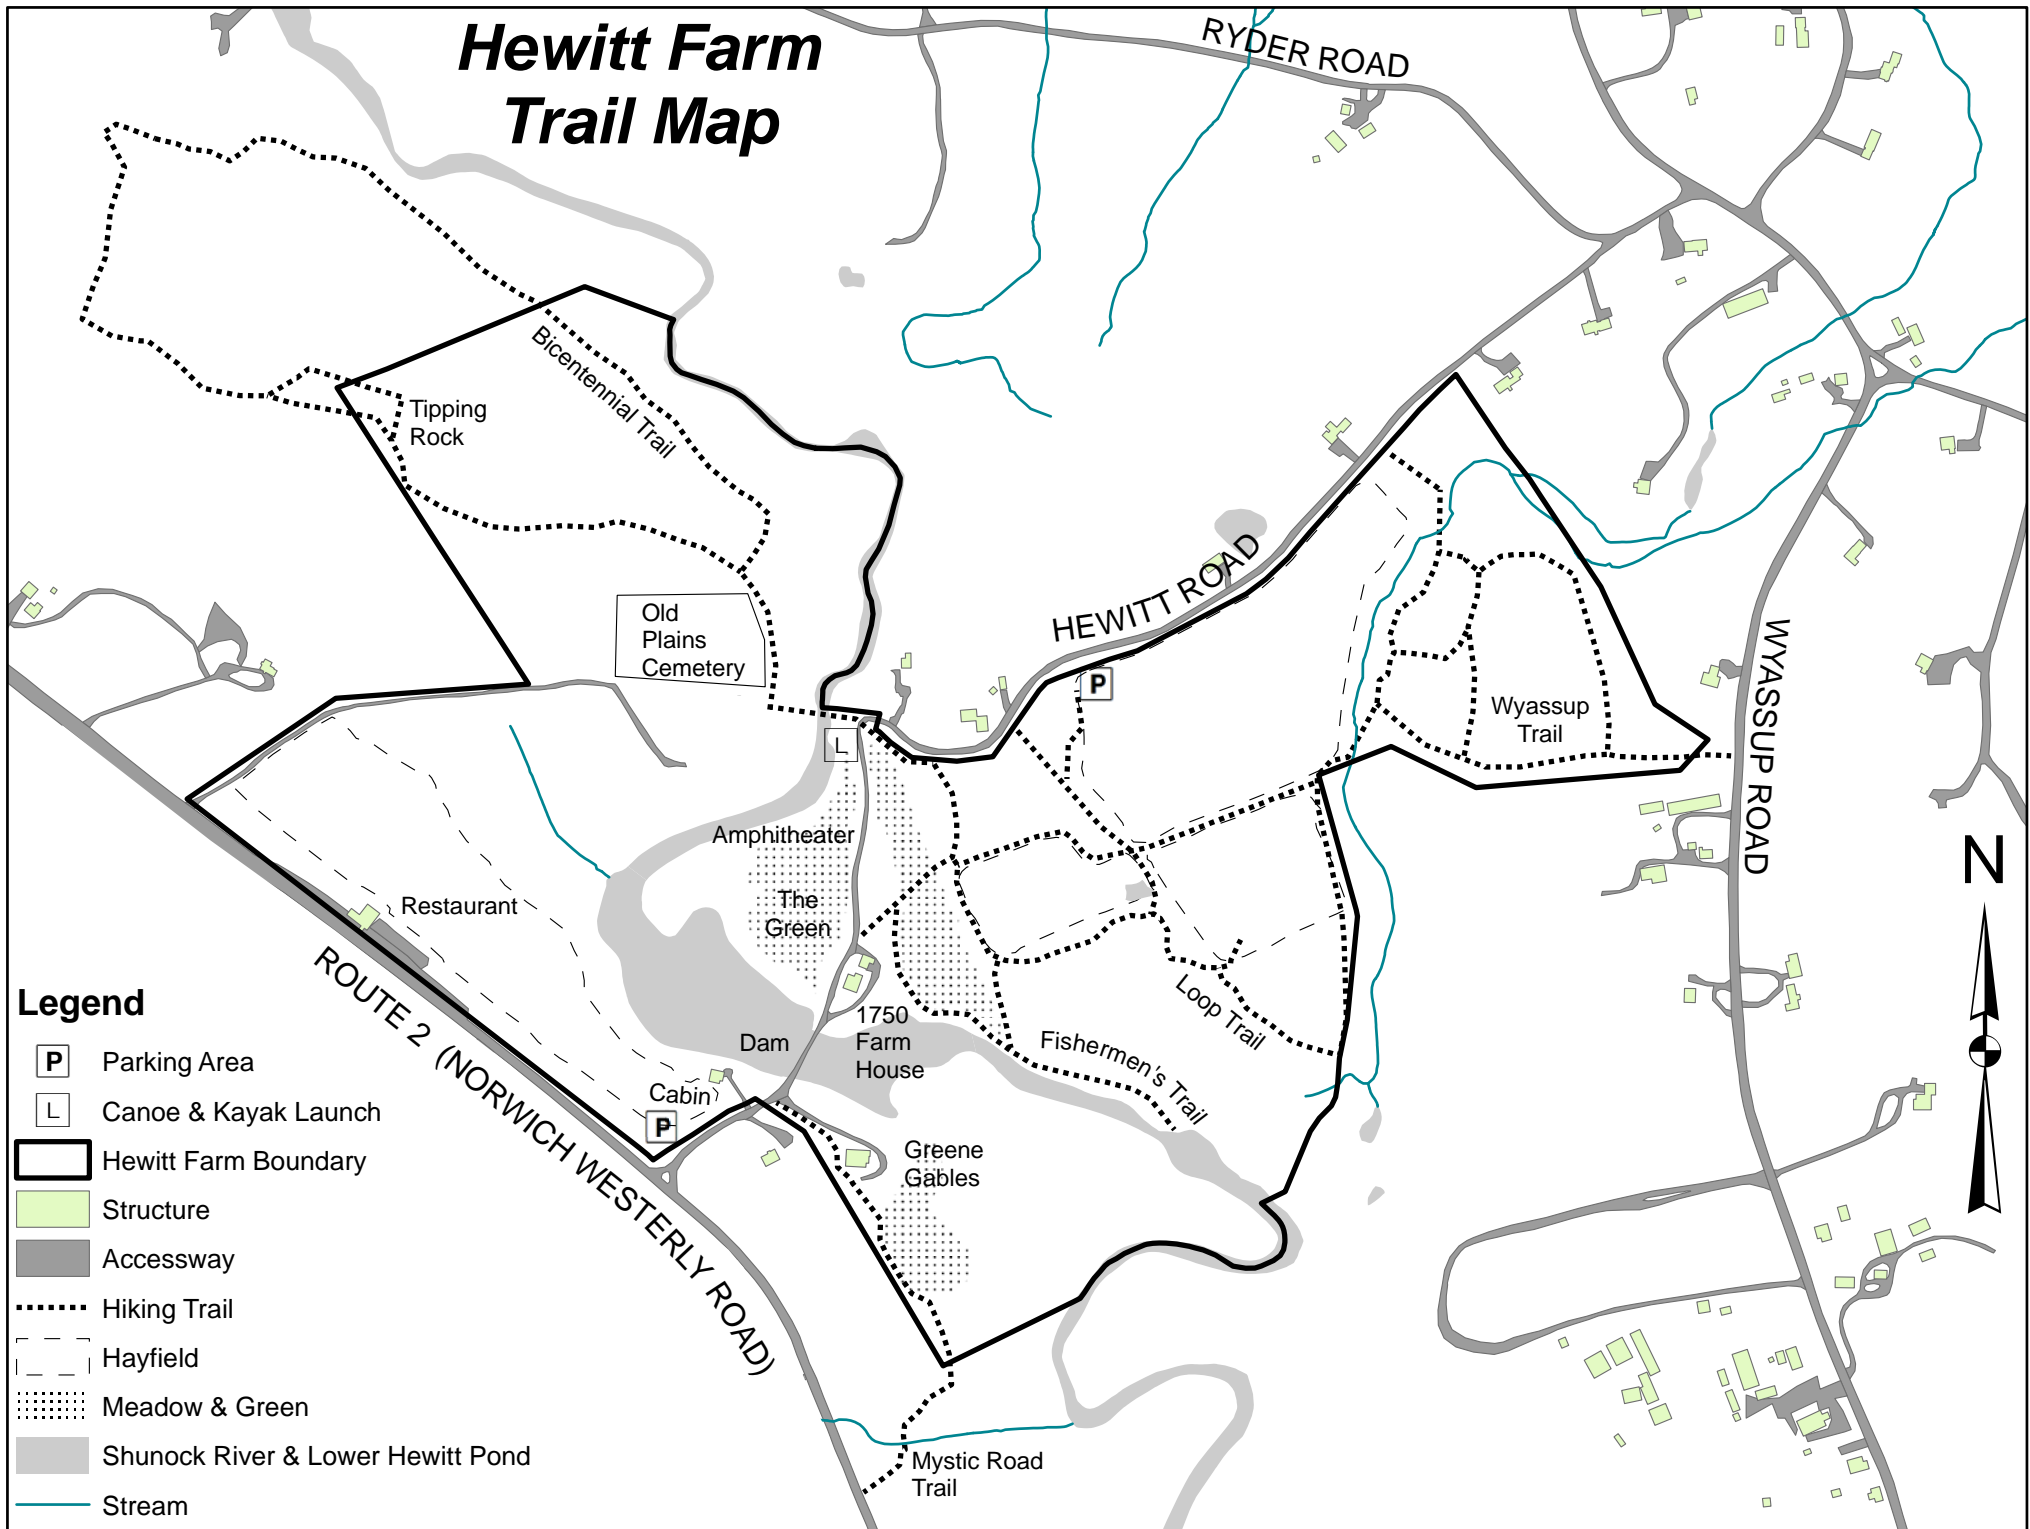 Hewitt Farm
Trail Map
RYDER ROAD
Bicentennial Trail
Tipping
Rock
HEWITT ROAD
Old
Plains
Cemetery
P
WYASSUP ROAD
Wyassup
Trail
L
Amphitheater
The
Green
Restaurant
N
ROUTE 2 (NORWICH WESTERLY ROAD)
Loop Trail
1750
Farm
House
Dam
Fishermen's Trail
Cabin
P
Greene
Gables
Mystic Road
Trail
Legend
P Parking Area
L Canoe & Kayak Launch
Hewitt Farm Boundary
Structure
Accessway
Hiking Trail
Hayfield
Meadow & Green
Shunock River & Lower Hewitt Pond
Stream